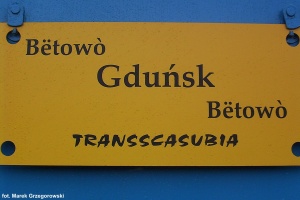 Bëtowò
Gduńsk
Bëtowò
TRANSSCASUBIA
fot. Marek Grzegorowski